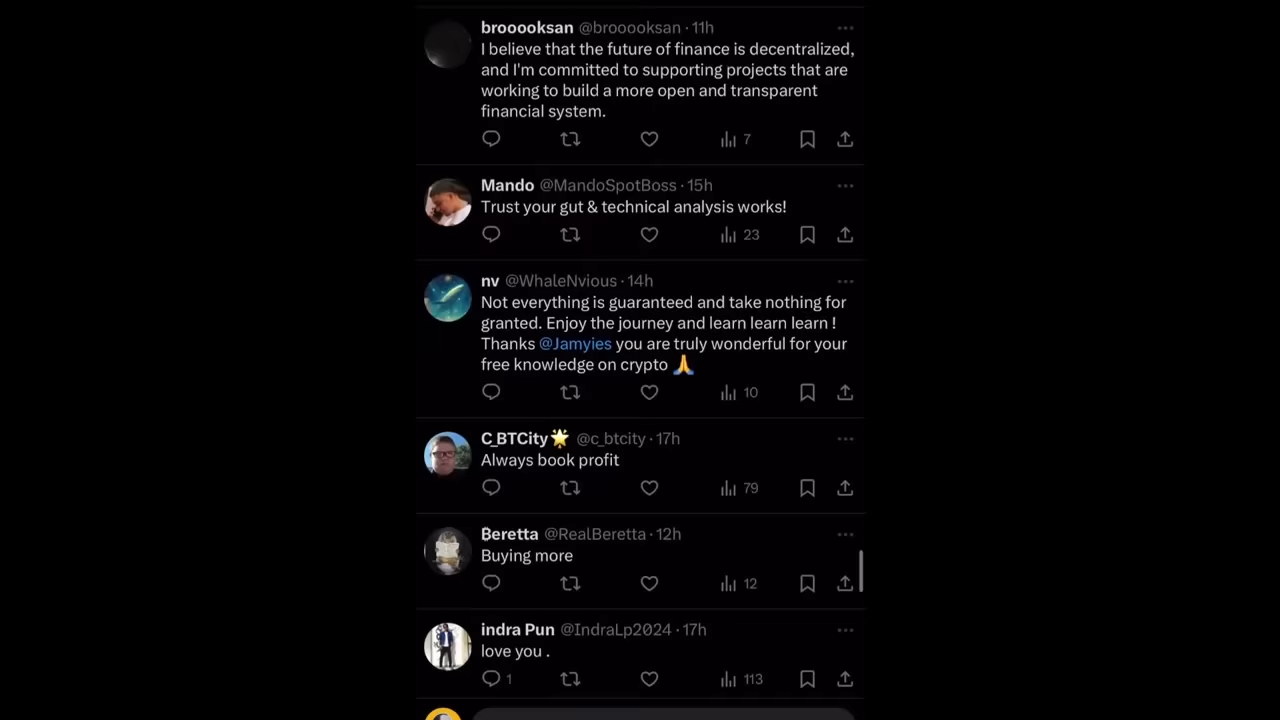 brooooksan @brooooksan · 11h
I believe that the future of finance is decentralized,
and I'm committed to supporting projects that are
working to build a more open and transparent
financial system.
7
Mando @MandoSpotBoss · 15h
Trust your gut & technical analysis works!
23
nv @WhaleNvious · 14h
Not everything is guaranteed and take nothing for
granted. Enjoy the journey and learn learn learn !
Thanks @Jamyies you are truly wonderful for your
free knowledge on crypto 🙏
10
C_BTCity🌟 @c_btcity · 17h
Always book profit
79
₿eretta @RealBeretta · 12h
Buying more
12
indra Pun @IndraLp2024 · 17h
love you .
1 113